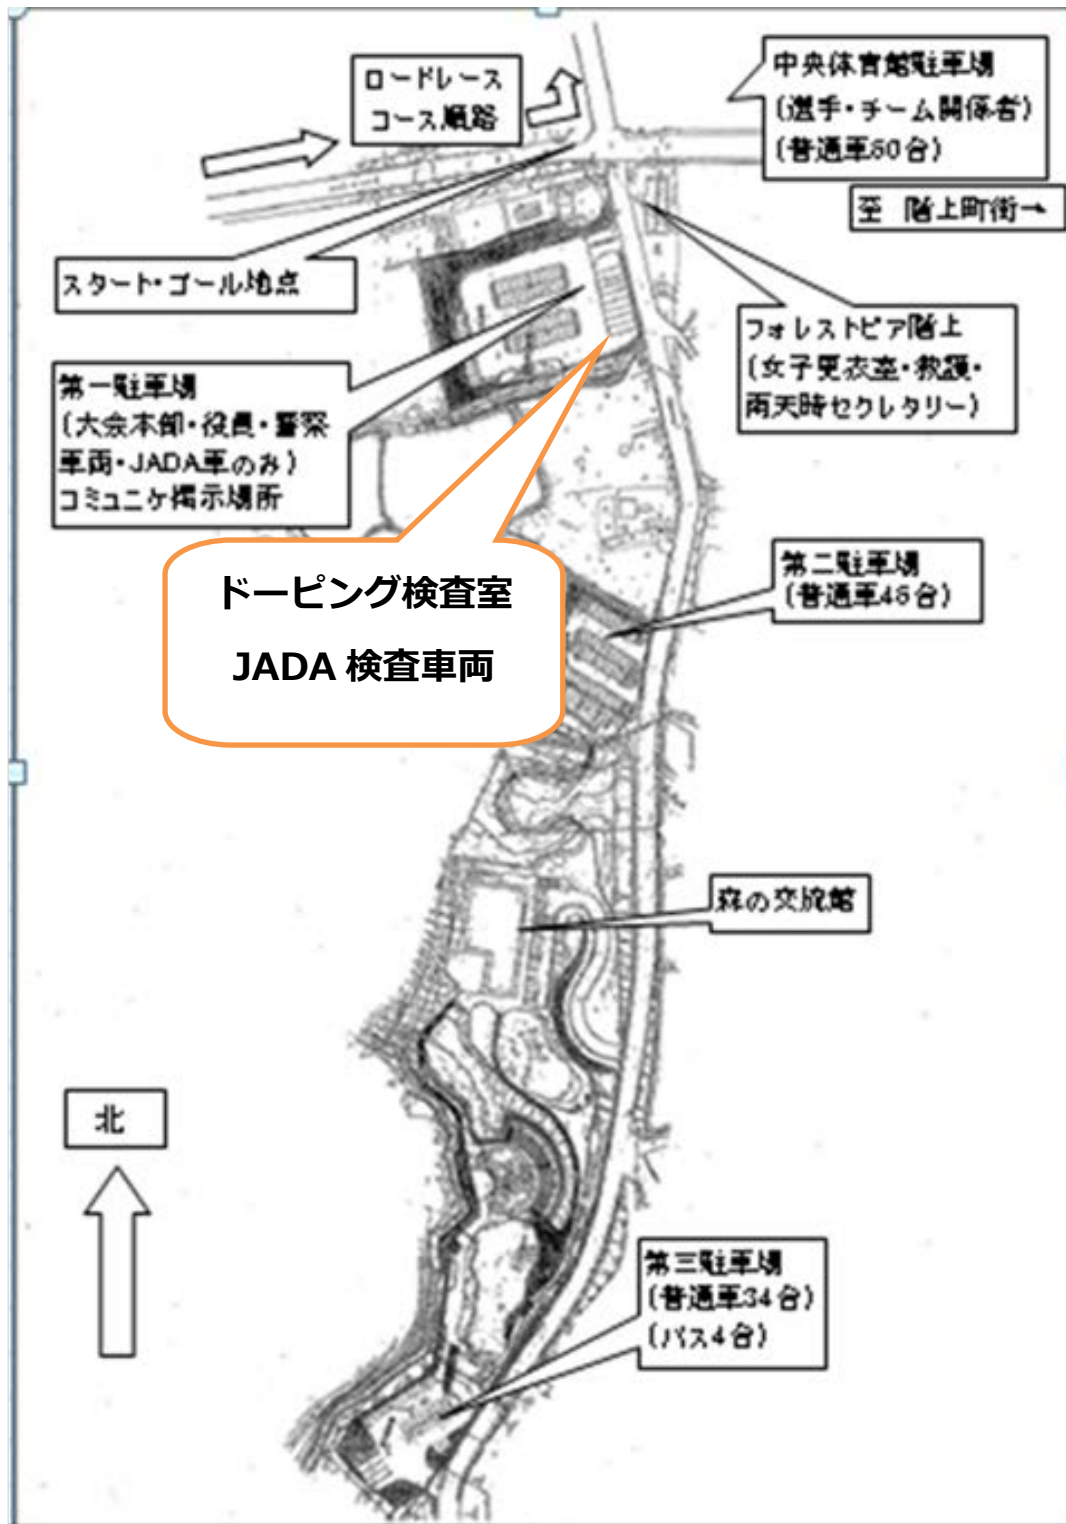 ロードレース
コース順路
中央体育館駐車場
(選手・チーム関係者)
(普通車60台)
至 階上町街→
スタート・ゴール地点
フォレストピア階上
(女子更衣室・救護・
雨天時セクレタリー)
第一駐車場
(大会本部・役員・警察
車両・JADA車のみ)
コミュニケ掲示場所
ドーピング検査室
JADA 検査車両
第二駐車場
(普通車46台)
森の交流館
北
第三駐車場
(普通車34台)
(バス4台)